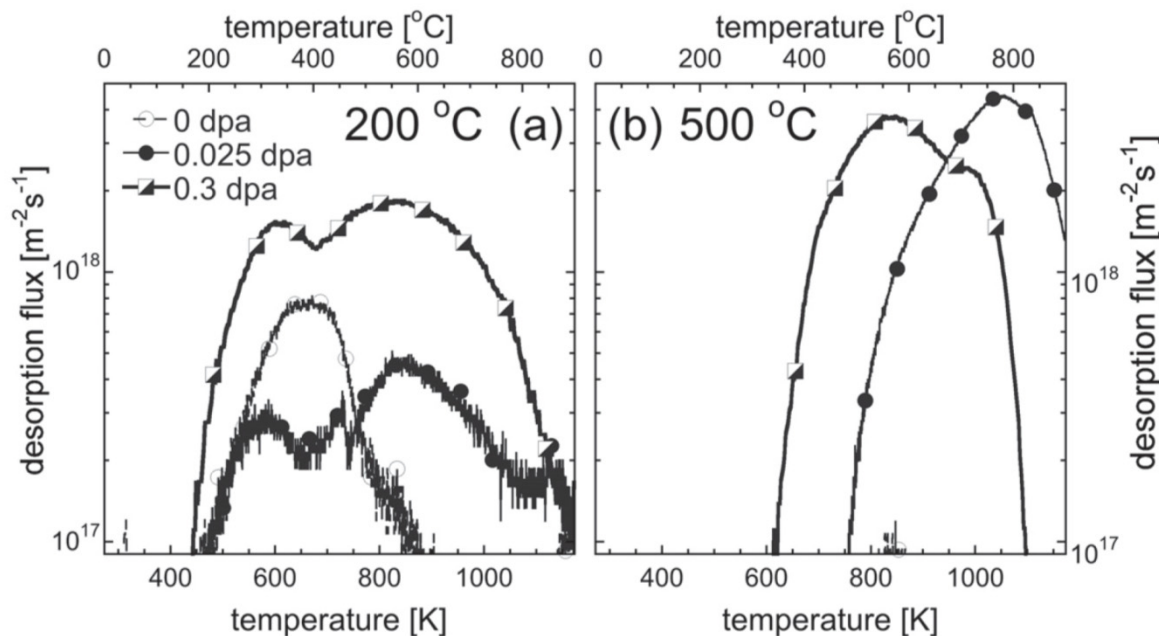 temperature [°C]
temperature [°C]
0 200 400 600 800
0 200 400 600 800
200 °C (a)
(b) 500 °C
0 dpa
0.025 dpa
0.3 dpa
desorption flux [m⁻²s⁻¹]
desorption flux [m⁻²s⁻¹]
10¹⁸
10¹⁸
10¹⁷
10¹⁷
400 600 800 1000
400 600 800 1000
temperature [K]
temperature [K]